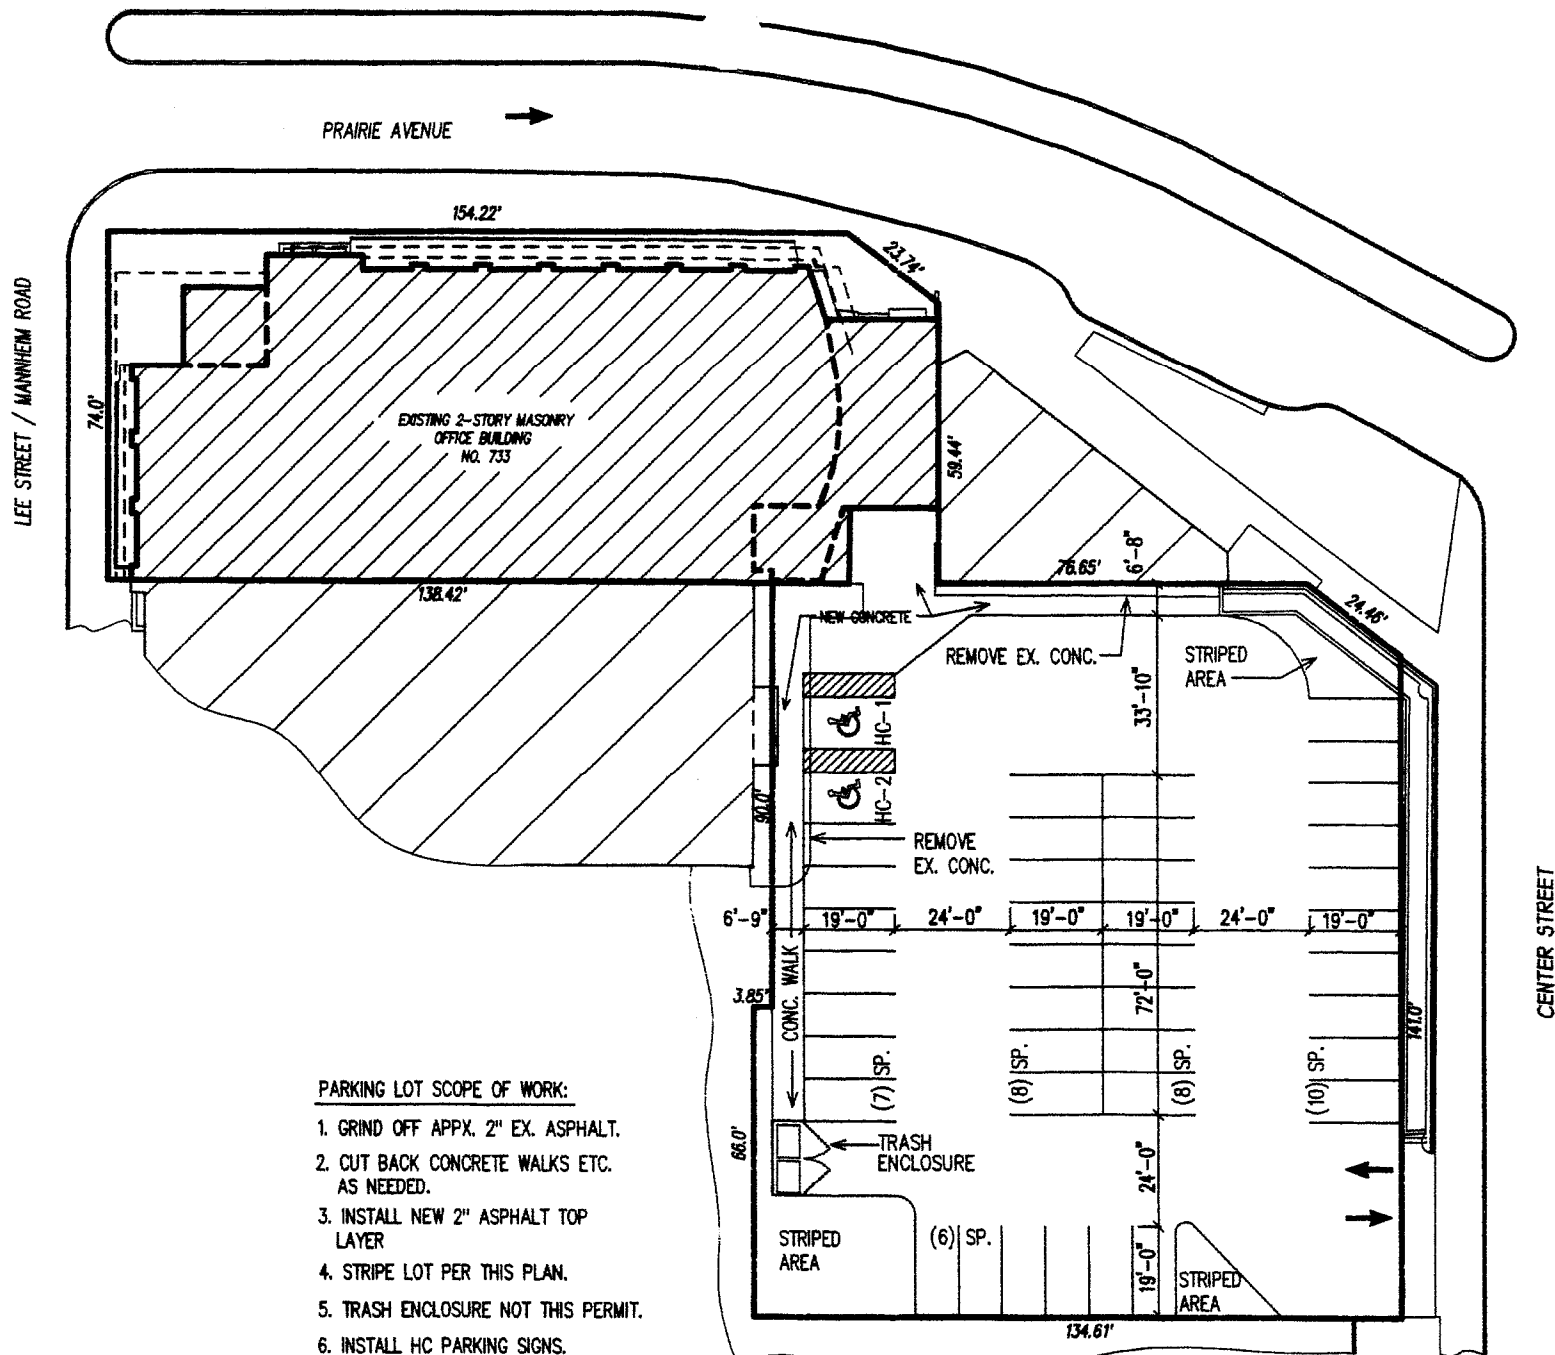 PRAIRIE AVENUE
154.22'
23.74'
LEE STREET / MANNHEIM ROAD
74.0'
EXISTING 2-STORY MASONRY
OFFICE BUILDING
NO. 733
59.44'
138.42'
76.65'
6'-8"
24.46'
NEW CONCRETE
REMOVE EX. CONC.
STRIPED
AREA
33'-10"
HC-1
HC-2
90.0'
REMOVE
EX. CONC.
6'-9"
19'-0"
24'-0"
19'-0"
19'-0"
24'-0"
19'-0"
CENTER STREET
CONC. WALK
3.85'
72'-0"
141.0'
(7) SP.
(8) SP.
(8) SP.
(10) SP.
66.0'
TRASH
ENCLOSURE
24'-0"
STRIPED
AREA
(6) SP.
19'-0"
STRIPED
AREA
134.61'
PARKING LOT SCOPE OF WORK:
1. GRIND OFF APPX. 2" EX. ASPHALT.
2. CUT BACK CONCRETE WALKS ETC.
AS NEEDED.
3. INSTALL NEW 2" ASPHALT TOP
LAYER
4. STRIPE LOT PER THIS PLAN.
5. TRASH ENCLOSURE NOT THIS PERMIT.
6. INSTALL HC PARKING SIGNS.